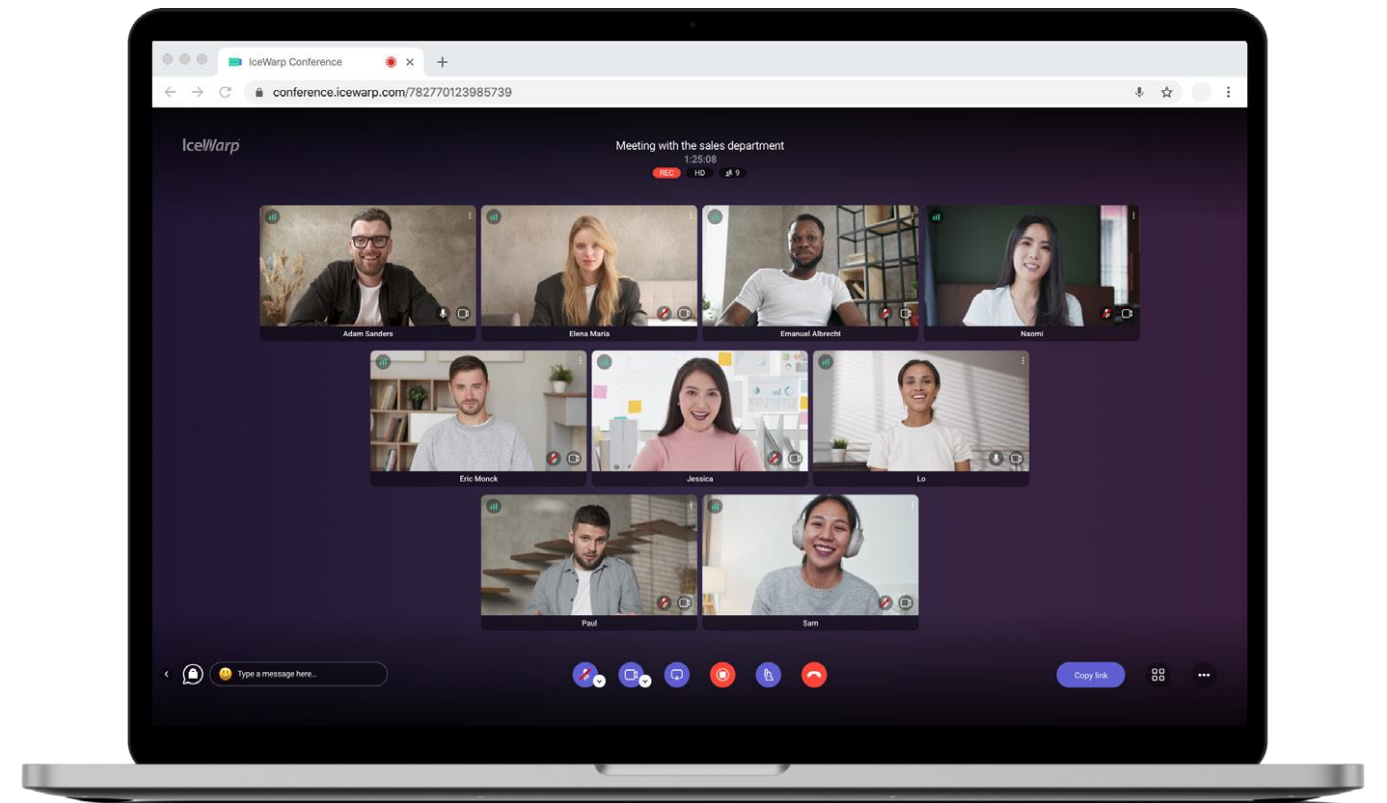 IceWarp Conference
conference.icewarp.com/782770123985739
IceWarp
Meeting with the sales department
1:25:08
REC HD 9
Adam Sanders Elena Maria Emanuel Albrecht Naomi
Eric Monck Jessica Lo
Paul Sam
Type a message here... Copy link